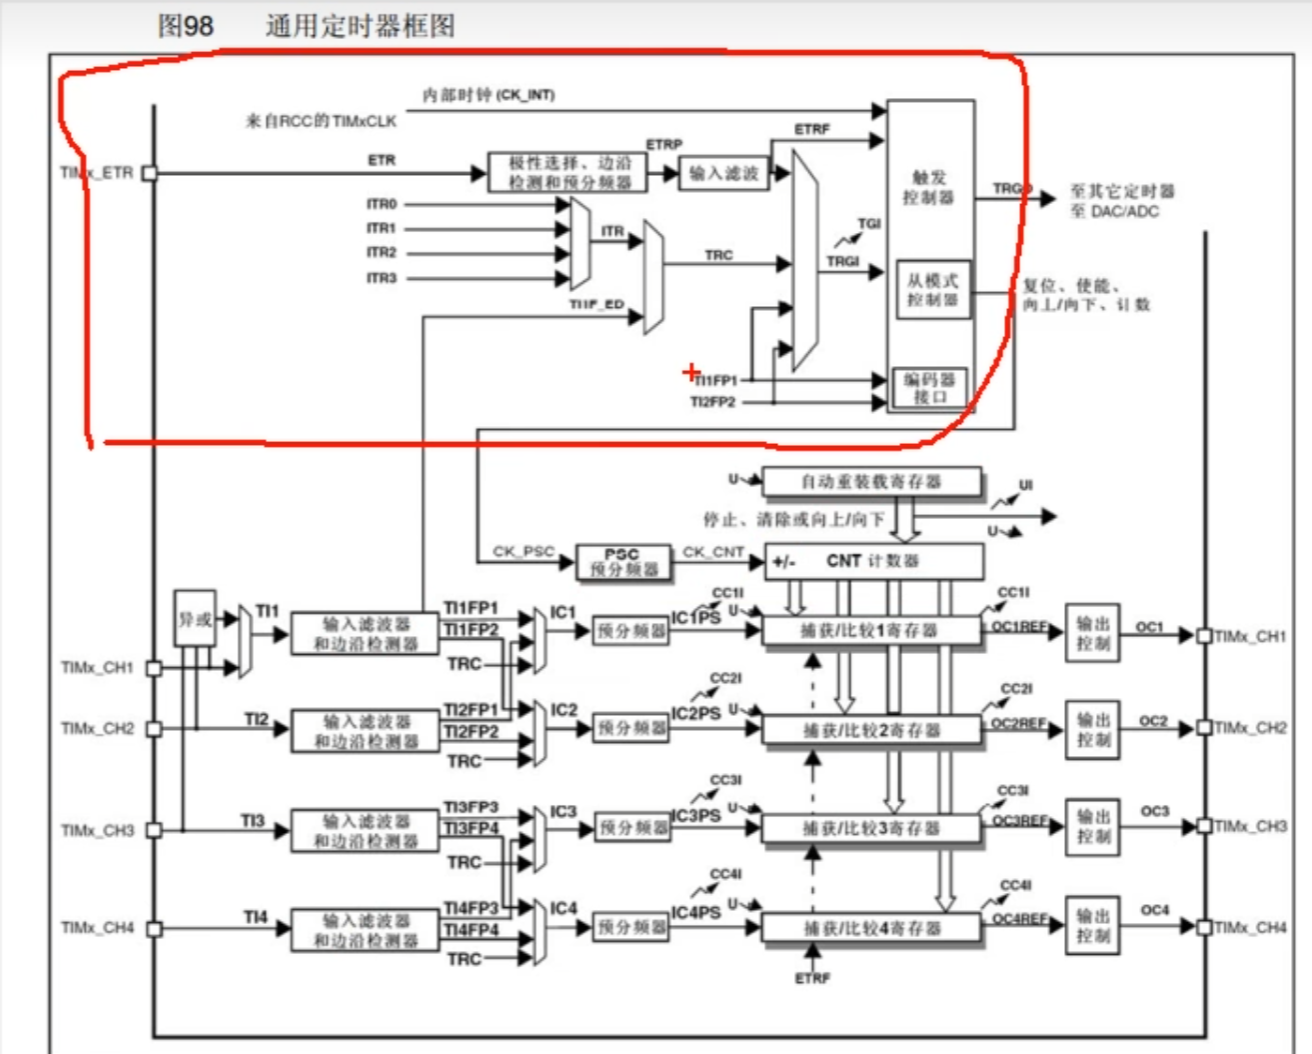 图98 通用定时器框图
内部时钟 (CK_INT)
来自RCC的TIMxCLK
ETRF
ETRP
TIMx_ETR
ETR
极性选择、边沿
检测和预分频器
输入滤波
触发
控制器
TRGO
至其它定时器
至 DAC/ADC
ITR0
ITR1
ITR2
ITR3
ITR
TRC
TGI
TRGI
TI1F_ED
从模式
控制器
复位、使能、
向上/向下、计数
TI1FP1
TI2FP2
编码器
接口
U
自动重装载寄存器
UI
停止、清除或向上/向下
U
CK_PSC
PSC
预分频器
CK_CNT
+/-
CNT 计数器
异或
TI1
输入滤波器
和边沿检测器
TI1FP1
TI1FP2
TRC
IC1
预分频器
CC1I
IC1PS
U
捕获/比较1寄存器
CC1I
OC1REF
输出
控制
OC1
TIMx_CH1
TIMx_CH1
TIMx_CH2
TI2
输入滤波器
和边沿检测器
TI2FP1
TI2FP2
TRC
IC2
预分频器
CC2I
IC2PS
U
捕获/比较2寄存器
CC2I
OC2REF
输出
控制
OC2
TIMx_CH2
TIMx_CH3
TI3
输入滤波器
和边沿检测器
TI3FP3
TI3FP4
TRC
IC3
预分频器
CC3I
IC3PS
U
捕获/比较3寄存器
CC3I
OC3REF
输出
控制
OC3
TIMx_CH3
TIMx_CH4
TI4
输入滤波器
和边沿检测器
TI4FP3
TI4FP4
TRC
IC4
预分频器
CC4I
IC4PS
U
捕获/比较4寄存器
CC4I
OC4REF
输出
控制
OC4
TIMx_CH4
ETRF